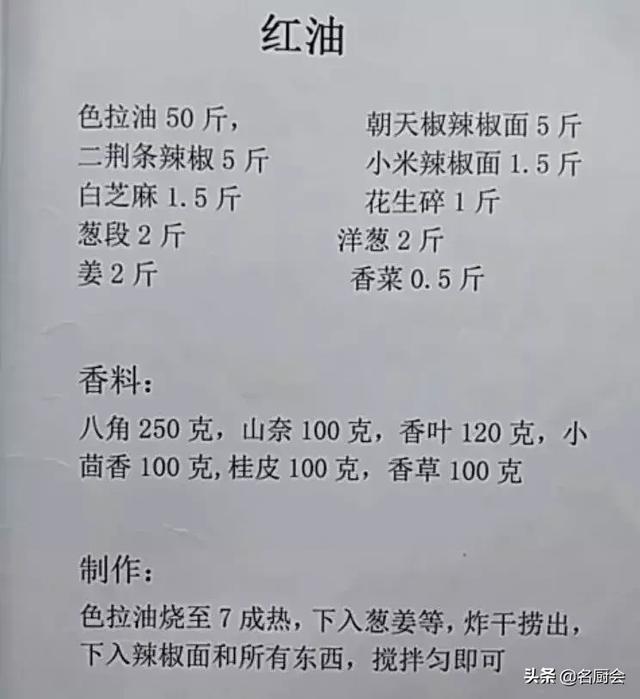 红油
色拉油 50 斤， 朝天椒辣椒面 5 斤
二荆条辣椒 5 斤 小米辣椒面 1.5 斤
白芝麻 1.5 斤 花生碎 1 斤
葱段 2 斤 洋葱 2 斤
姜 2 斤 香菜 0.5 斤
香料：
八角 250 克，山奈 100 克，香叶 120 克，小
茴香 100 克,桂皮 100 克，香草 100 克
制作：
色拉油烧至 7 成热，下入葱姜等，炸干捞出，
下入辣椒面和所有东西，搅拌匀即可
头条 @名厨会